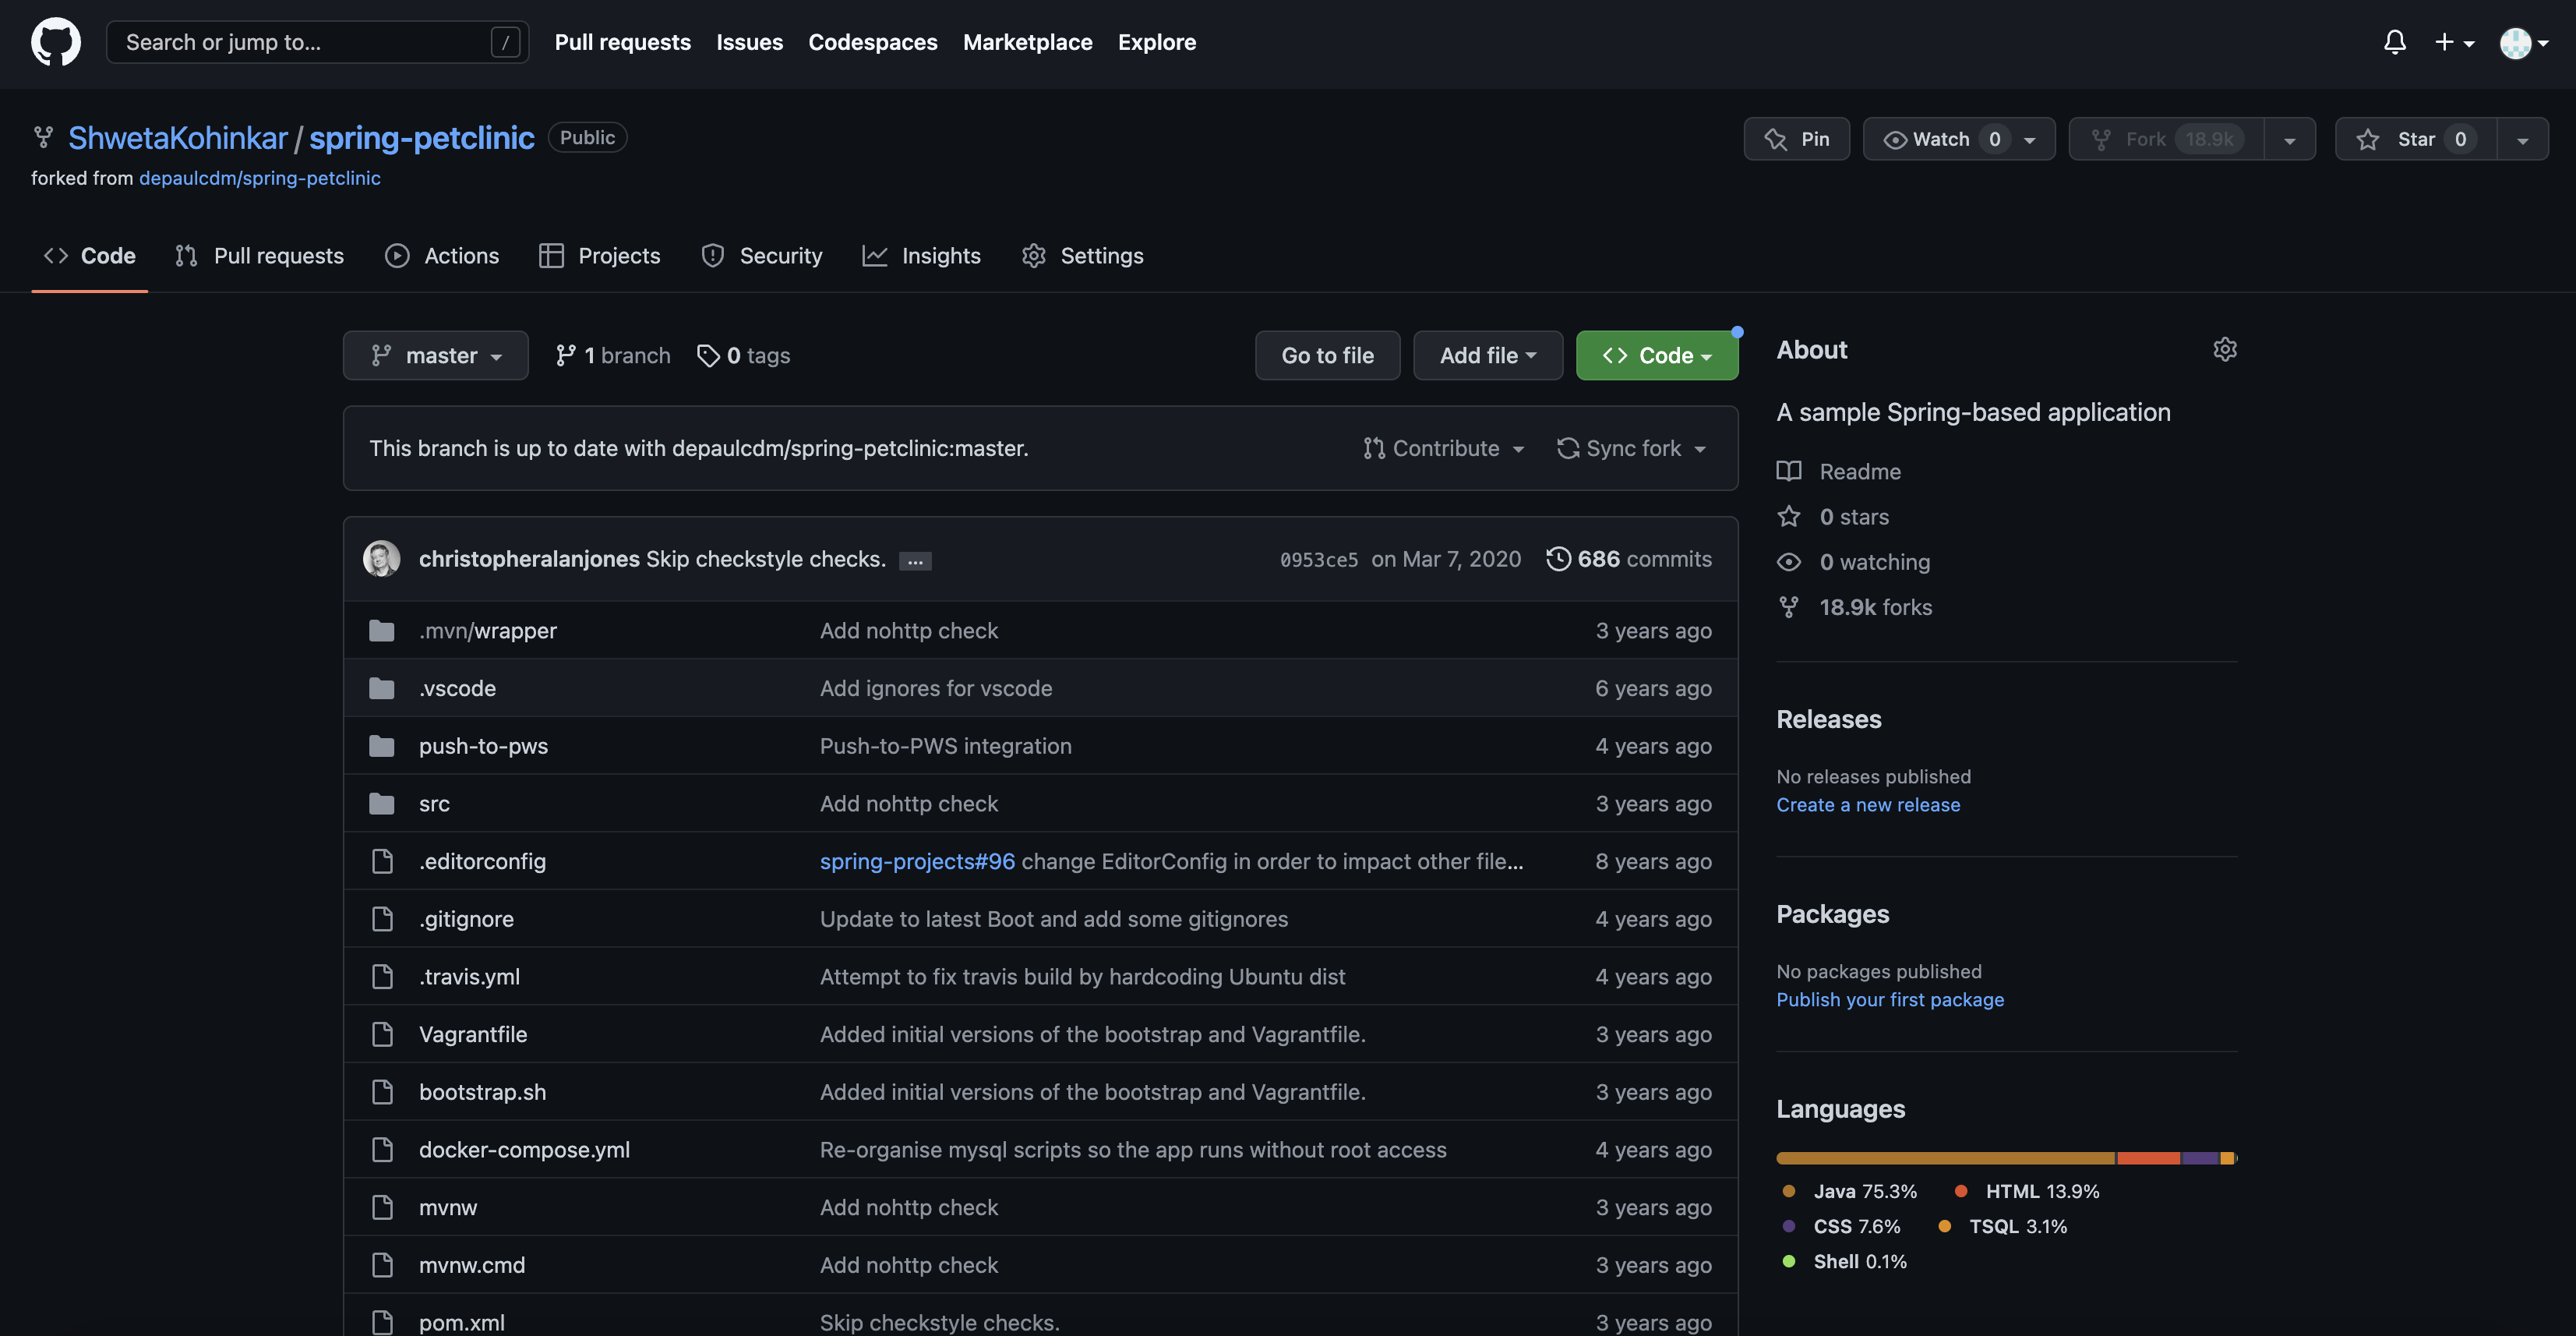 Search or jump to... / Pull requests Issues Codespaces Marketplace Explore
ShwetaKohinkar / spring-petclinic Public Pin Watch 0 Fork 18.9k Star 0
forked from depaulcdm/spring-petclinic
Code Pull requests Actions Projects Security Insights Settings
master 1 branch 0 tags Go to file Add file Code
This branch is up to date with depaulcdm/spring-petclinic:master. Contribute Sync fork
christopheralanjones Skip checkstyle checks. ... 0953ce5 on Mar 7, 2020 686 commits
.mvn/wrapper Add nohttp check 3 years ago
.vscode Add ignores for vscode 6 years ago
push-to-pws Push-to-PWS integration 4 years ago
src Add nohttp check 3 years ago
.editorconfig spring-projects#96 change EditorConfig in order to impact other file... 8 years ago
.gitignore Update to latest Boot and add some gitignores 4 years ago
.travis.yml Attempt to fix travis build by hardcoding Ubuntu dist 4 years ago
Vagrantfile Added initial versions of the bootstrap and Vagrantfile. 3 years ago
bootstrap.sh Added initial versions of the bootstrap and Vagrantfile. 3 years ago
docker-compose.yml Re-organise mysql scripts so the app runs without root access 4 years ago
mvnw Add nohttp check 3 years ago
mvnw.cmd Add nohttp check 3 years ago
pom.xml Skip checkstyle checks. 3 years ago
About
A sample Spring-based application
Readme
0 stars
0 watching
18.9k forks
Releases
No releases published
Create a new release
Packages
No packages published
Publish your first package
Languages
Java 75.3% HTML 13.9%
CSS 7.6% TSQL 3.1%
Shell 0.1%